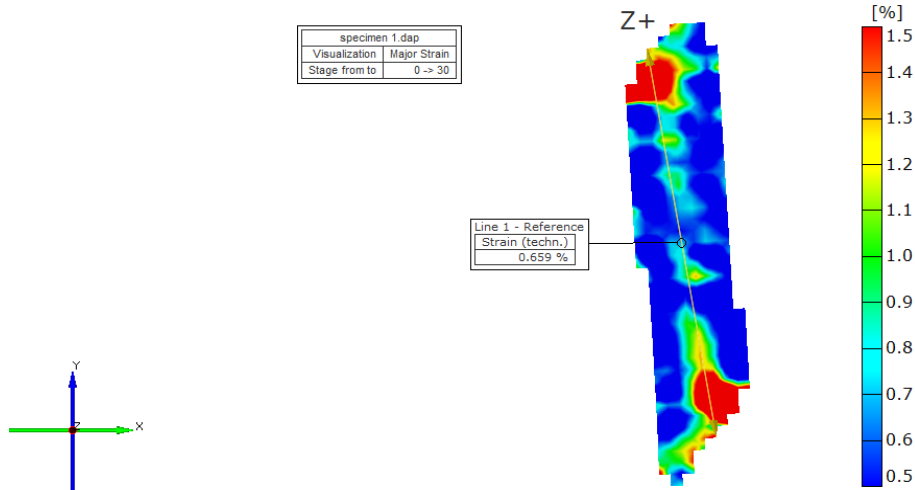 Z+
[%]
specimen 1.dap
Visualization Major Strain
Stage from to 0 -> 30
1.5
1.4
1.3
1.2
1.1
1.0
0.9
0.8
0.7
0.6
0.5
Line 1 - Reference
Strain (techn.)
0.659 %
Y
Z
X